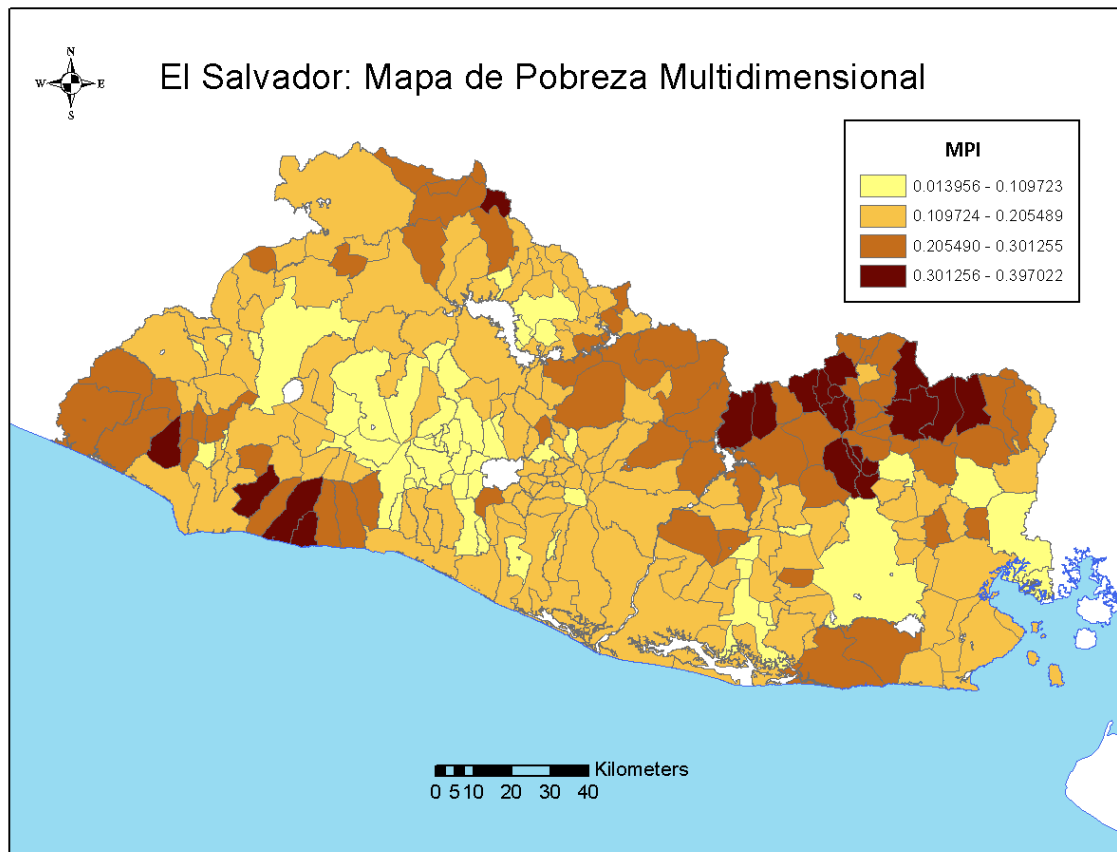 N
W E
S
El Salvador: Mapa de Pobreza Multidimensional
MPI
0.013956 - 0.109723
0.109724 - 0.205489
0.205490 - 0.301255
0.301256 - 0.397022
Kilometers
0 5 10 20 30 40